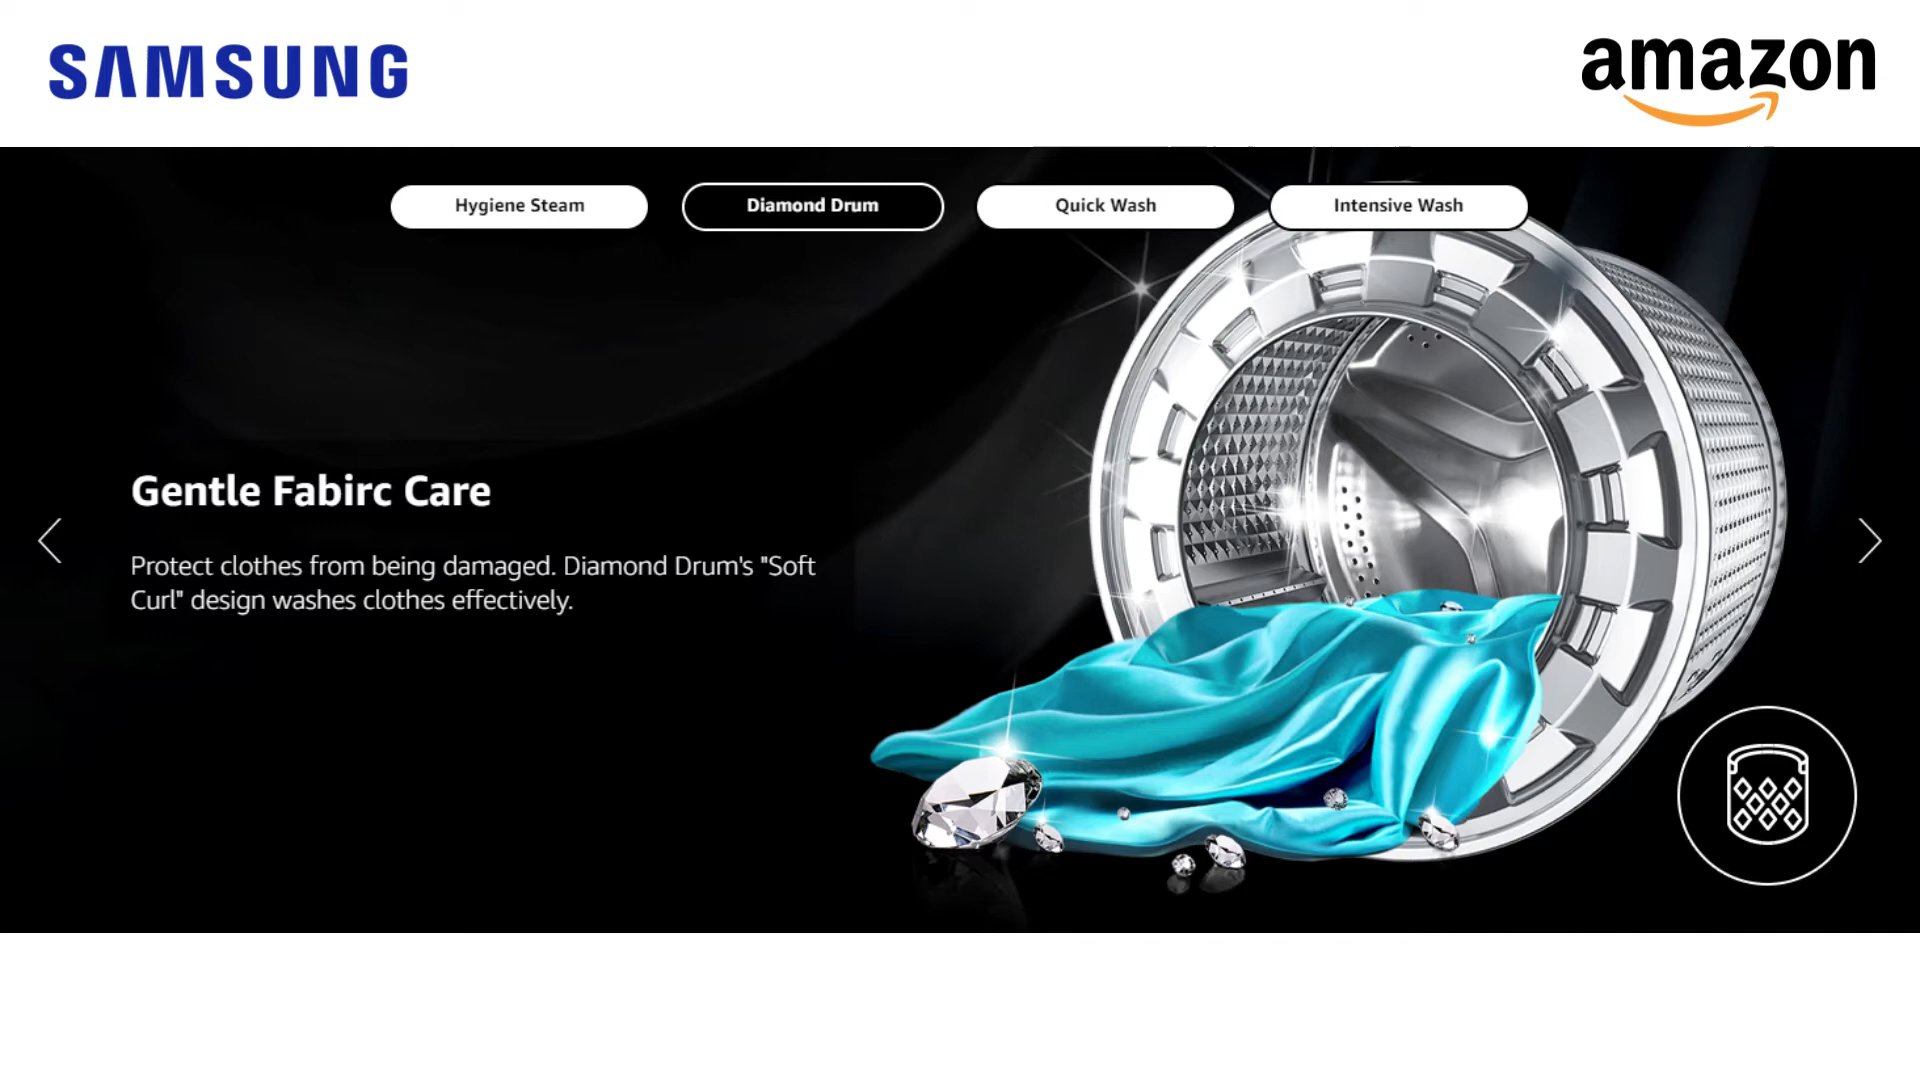 SAMSUNG
amazon
Hygiene Steam
Diamond Drum
Quick Wash
Intensive Wash
Gentle Fabirc Care
Protect clothes from being damaged. Diamond Drum's "Soft
Curl" design washes clothes effectively.